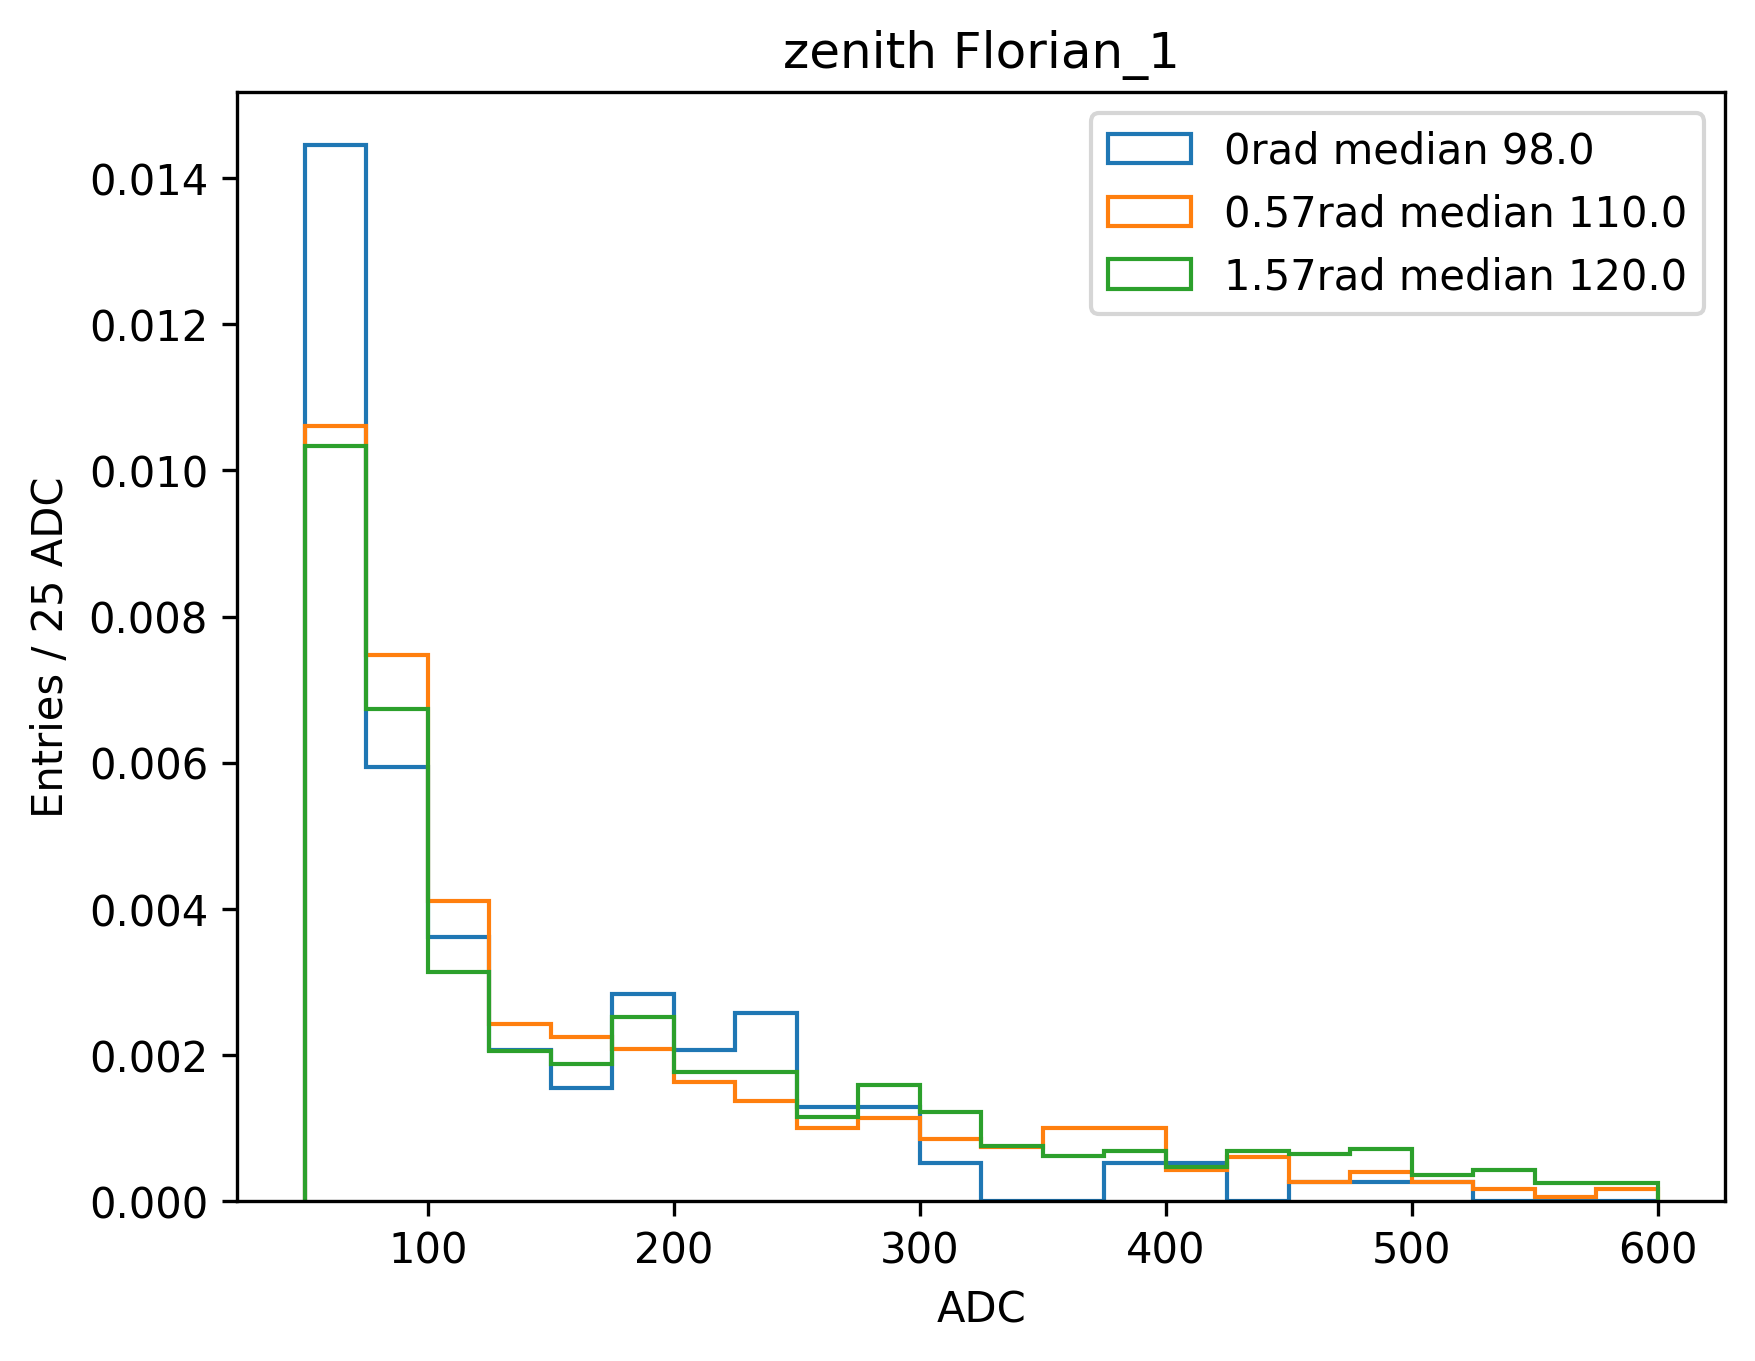 zenith Florian_1
0rad median 98.0
0.57rad median 110.0
1.57rad median 120.0
0.014
0.012
0.010
0.008
0.006
0.004
0.002
0.000
Entries / 25 ADC
100 200 300 400 500 600
ADC